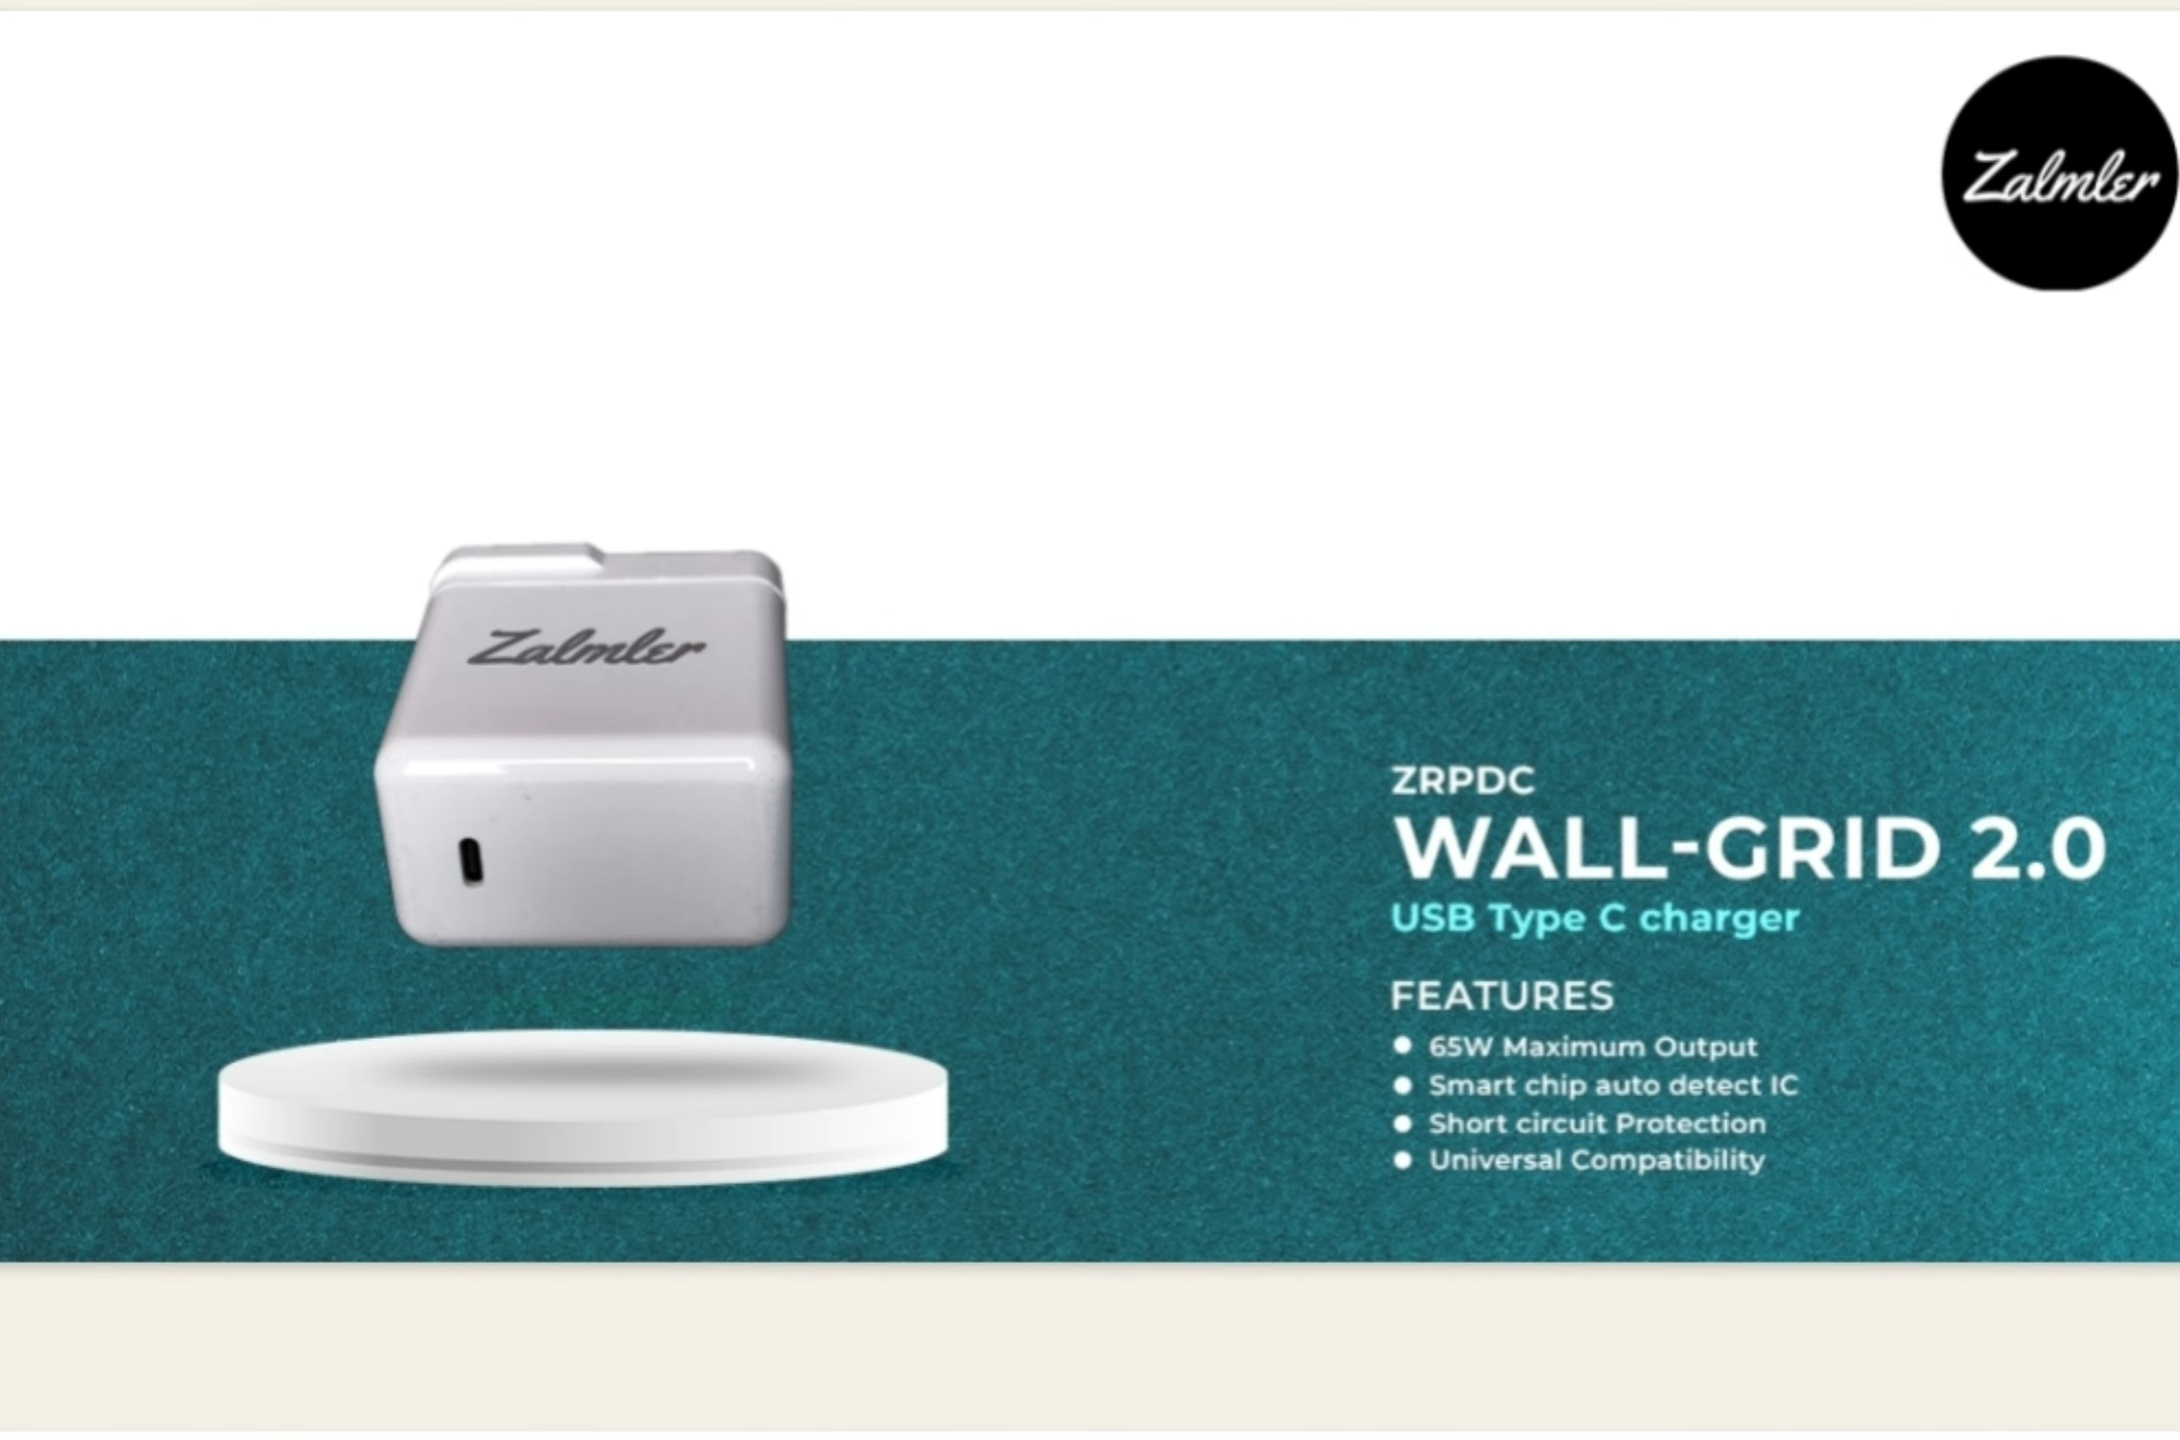 Zalmler
Zalmler
ZRPDC
WALL-GRID 2.0
USB Type C charger
FEATURES
● 65W Maximum Output
● Smart chip auto detect IC
● Short circuit Protection
● Universal Compatibility